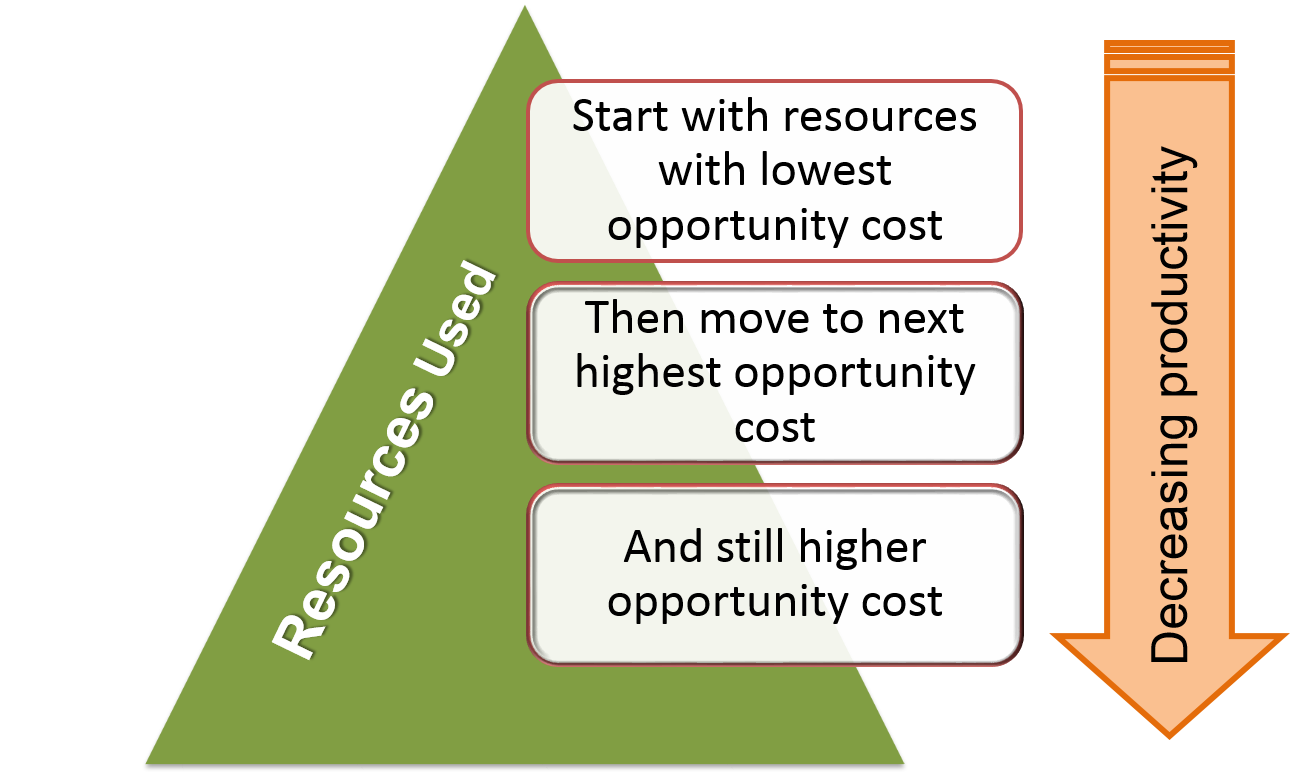 Start with resources
with lowest
opportunity cost
Then move to next
highest opportunity
cost
And still higher
opportunity cost
Resources Used
Decreasing productivity